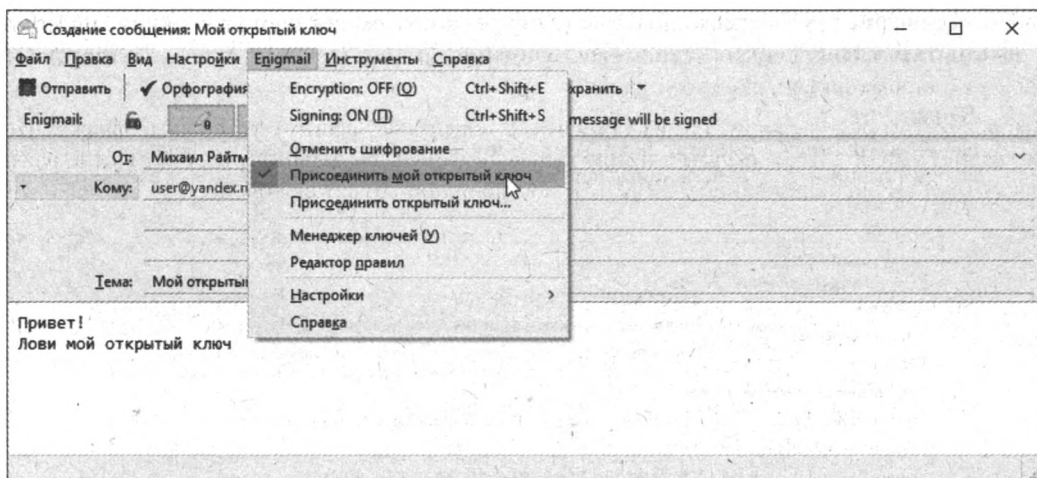 Создание сообщения: Мой открытый ключ
Файл Правка Вид Настройки Enigmail Инструменты Справка
Отправить Орфография хранить
Enigmail: message will be signed
Encryption: OFF (O) Ctrl+Shift+E
Signing: ON (П) Ctrl+Shift+S
Отменить шифрование
Присоединить мой открытый ключ
Присоединить открытый ключ...
Менеджер ключей (У)
Редактор правил
Настройки
Справка
От: Михаил Райтм
Кому: user@yandex.r
Тема: Мой открыты
Привет!
Лови мой открытый ключ